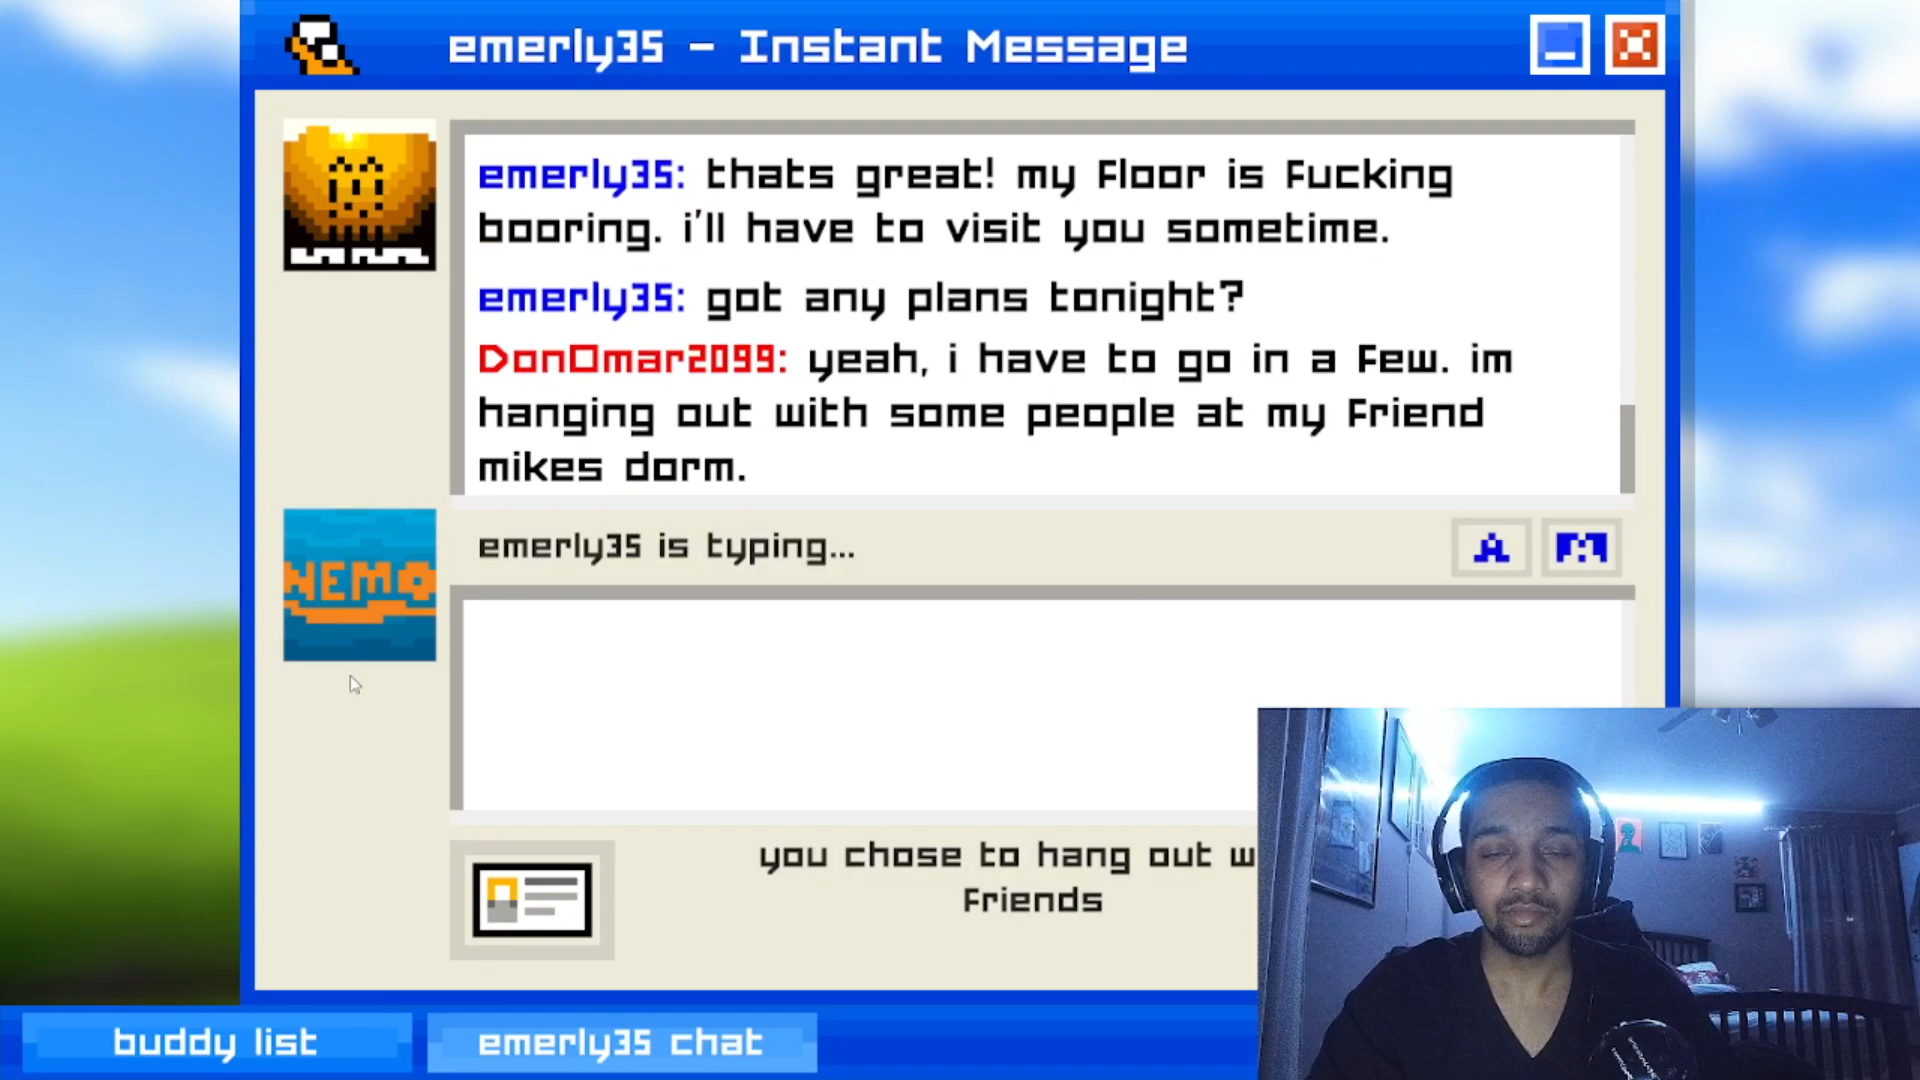 emerly35 - Instant Message
emerly35: thats great! my floor is fucking
booring. i'll have to visit you sometime.
emerly35: got any plans tonight?
DonOmar2099: yeah, i have to go in a few. im
hanging out with some people at my friend
mikes dorm.
NEMO
emerly35 is typing...
A
you chose to hang out w
friends
buddy list
emerly35 chat